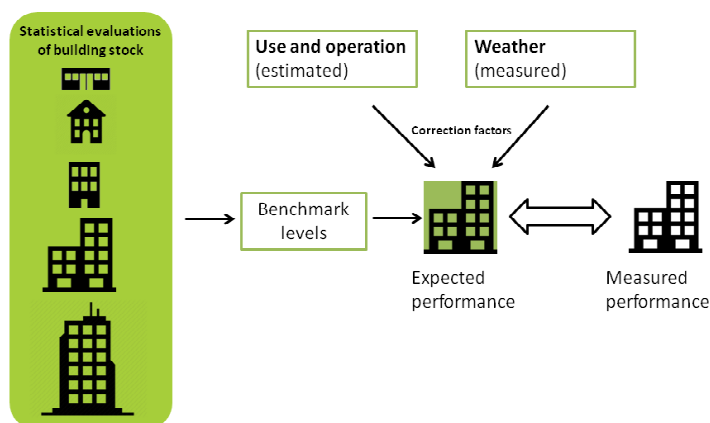 Statistical evaluations
of building stock
Use and operation
(estimated)
Weather
(measured)
Correction factors
Benchmark
levels
Expected
performance
Measured
performance